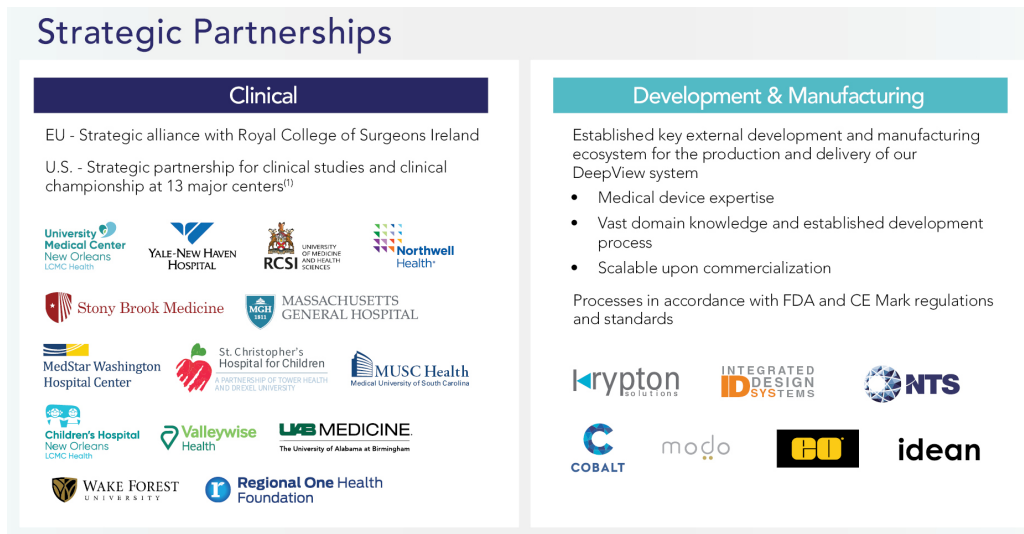 Strategic Partnerships
Clinical
EU - Strategic alliance with Royal College of Surgeons Ireland
U.S. - Strategic partnership for clinical studies and clinical
championship at 13 major centers(1)
University
Medical Center
New Orleans
LCMC Health
YALE-NEW HAVEN
HOSPITAL
RCSI
UNIVERSITY
OF MEDICINE
AND HEALTH
SCIENCES
Northwell
Health
Stony Brook Medicine
MGH
1811
MASSACHUSETTS
GENERAL HOSPITAL
MedStar Washington
Hospital Center
St. Christopher's
Hospital for Children
A PARTNERSHIP OF TOWER HEALTH
AND DREXEL UNIVERSITY
MUSC Health
Medical University of South Carolina
Children's Hospital
New Orleans
LCMC Health
Valleywise
Health
UAB MEDICINE.
The University of Alabama at Birmingham
WAKE FOREST
UNIVERSITY
r
Regional One Health
Foundation
Development & Manufacturing
Established key external development and manufacturing
ecosystem for the production and delivery of our
DeepView system
• Medical device expertise
• Vast domain knowledge and established development
process
• Scalable upon commercialization
Processes in accordance with FDA and CE Mark regulations
and standards
krypton
solutions
INTEGRATED
IDDESIGN
SYSTEMS
NTS
COBALT
modo
eo
idean